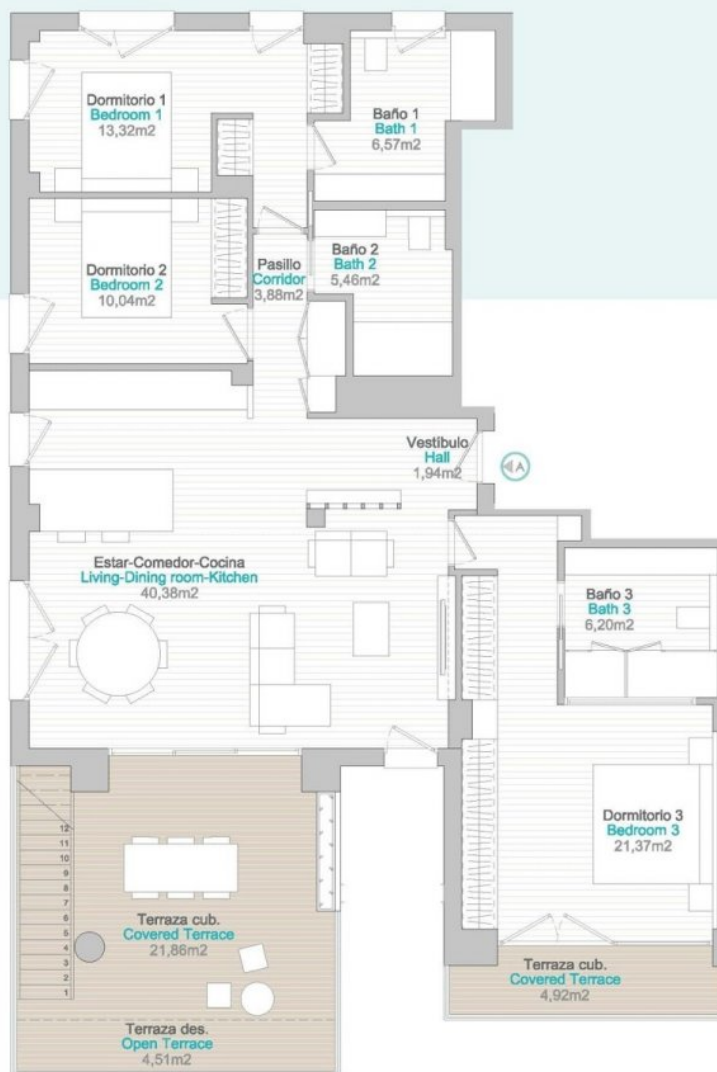 Dormitorio 1
Bedroom 1
13,32m2
Baño 1
Bath 1
6,57m2
Dormitorio 2
Bedroom 2
10,04m2
Pasillo
Corridor
3,88m2
Baño 2
Bath 2
5,46m2
Vestíbulo
Hall
1,94m2
A
Estar-Comedor-Cocina
Living-Dining room-Kitchen
40,38m2
Baño 3
Bath 3
6,20m2
Dormitorio 3
Bedroom 3
21,37m2
12
11
10
9
8
7
6
5
4
3
2
1
Terraza cub.
Covered Terrace
21,86m2
Terraza cub.
Covered Terrace
4,92m2
Terraza des.
Open Terrace
4,51m2